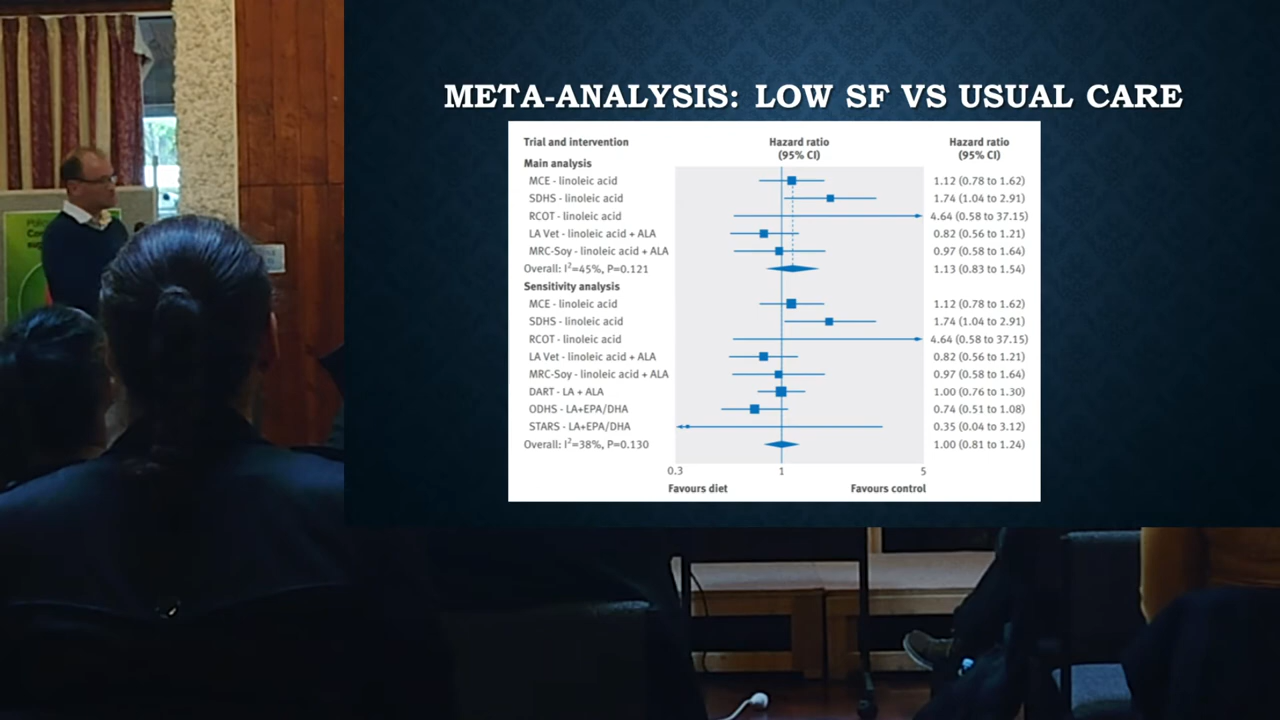 META-ANALYSIS: LOW SF VS USUAL CARE
Trial and intervention Hazard ratio (95% CI) Hazard ratio (95% CI)
Main analysis
MCE - linoleic acid 1.12 (0.78 to 1.62)
SDHS - linoleic acid 1.74 (1.04 to 2.91)
RCOT - linoleic acid 4.64 (0.58 to 37.15)
LA Vet - linoleic acid + ALA 0.82 (0.56 to 1.21)
MRC-Soy - linoleic acid + ALA 0.97 (0.58 to 1.64)
Overall: I²=45%, P=0.121 1.13 (0.83 to 1.54)
Sensitivity analysis
MCE - linoleic acid 1.12 (0.78 to 1.62)
SDHS - linoleic acid 1.74 (1.04 to 2.91)
RCOT - linoleic acid 4.64 (0.58 to 37.15)
LA Vet - linoleic acid + ALA 0.82 (0.56 to 1.21)
MRC-Soy - linoleic acid + ALA 0.97 (0.58 to 1.64)
DART - LA + ALA 1.00 (0.76 to 1.30)
ODHS - LA+EPA/DHA 0.74 (0.51 to 1.08)
STARS - LA+EPA/DHA 0.35 (0.04 to 3.12)
Overall: I²=38%, P=0.130 1.00 (0.81 to 1.24)
0.3 1 5
Favours diet Favours control